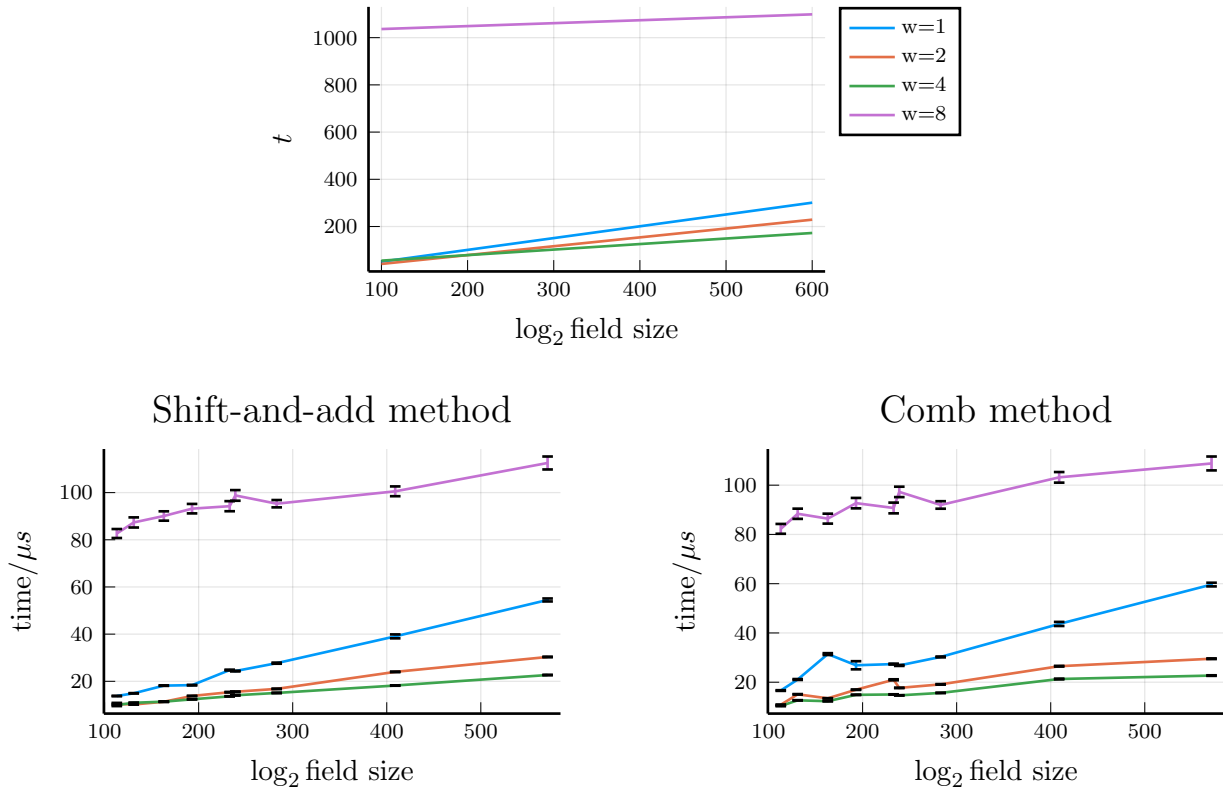 1000
800
600
400
200
t
100 200 300 400 500 600
log₂ field size
w=1
w=2
w=4
w=8
Shift-and-add method
100
80
60
40
20
time/μs
100 200 300 400 500
log₂ field size
Comb method
100
80
60
40
20
time/μs
100 200 300 400 500
log₂ field size